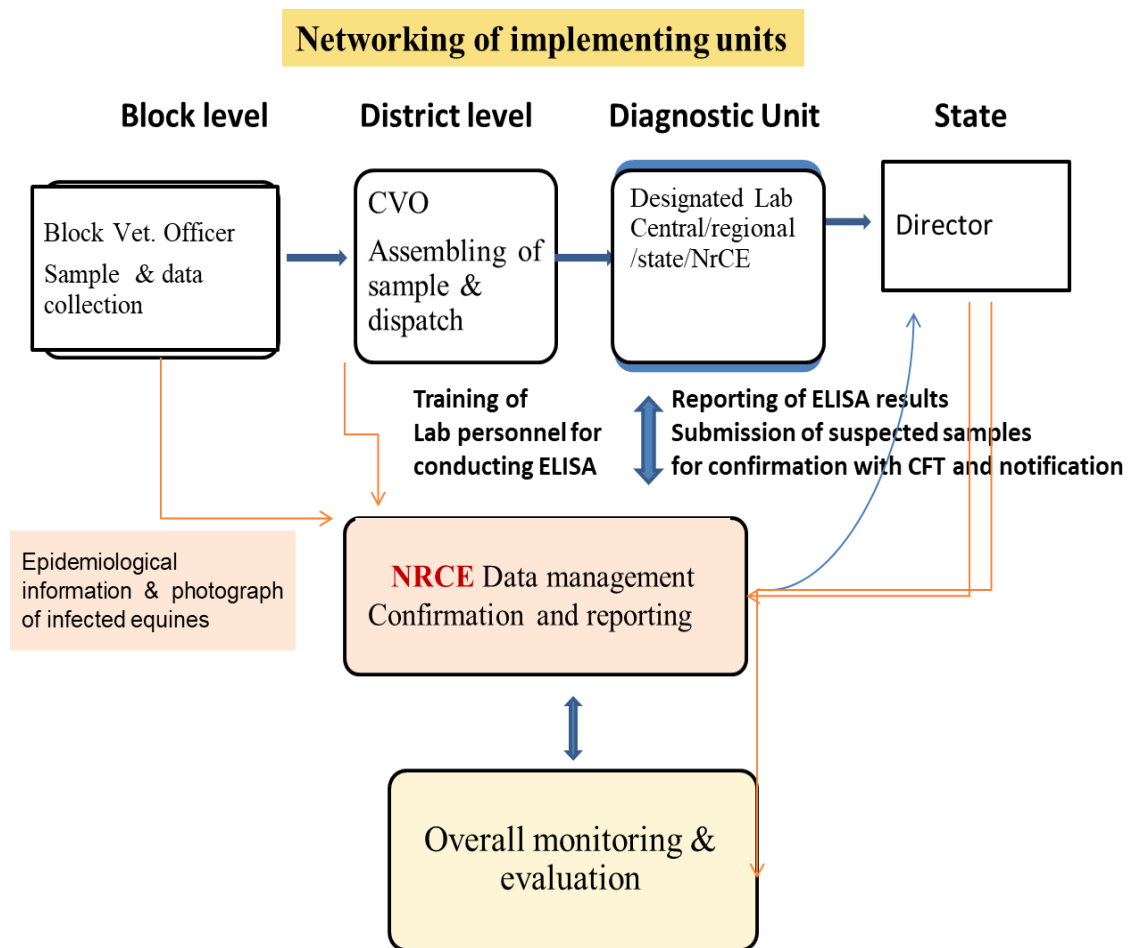 Networking of implementing units
Block level
District level
Diagnostic Unit
State
Block Vet. Officer
Sample & data
collection
CVO
Assembling of
sample &
dispatch
Designated Lab
Central/regional
/state/NrCE
Director
Training of
Lab personnel for
conducting ELISA
Reporting of ELISA results
Submission of suspected samples
for confirmation with CFT and notification
Epidemiological
information & photograph
of infected equines
NRCE Data management
Confirmation and reporting
Overall monitoring &
evaluation